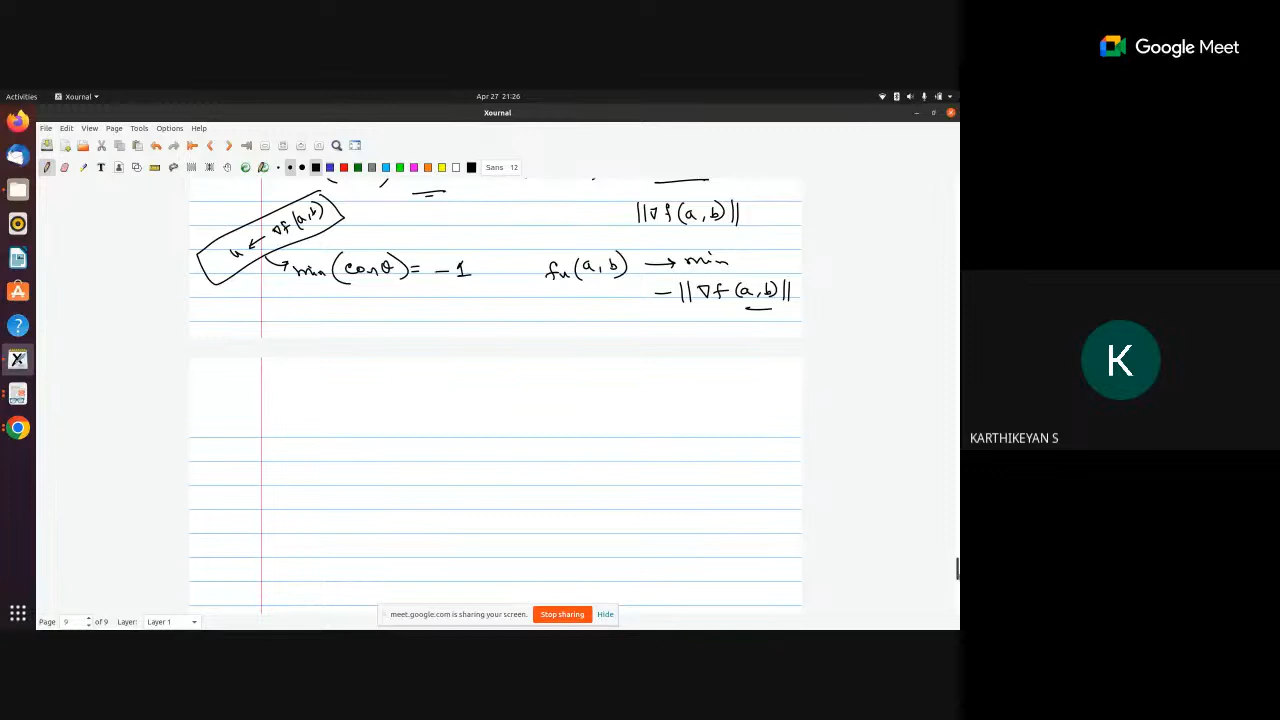 Google Meet
Activities
Xournal
Apr 27 21:26
Xournal
File Edit View Page Tools Options Help
Sans 12
||∇f(a,b)||
u ← ∇f(a,b)
min(cosθ) = -1
fu(a,b) → min
-||∇f(a,b)||
KARTHIKEYAN S
K
meet.google.com is sharing your screen. Stop sharing Hide
Page 9 of 9 Layer: Layer 1